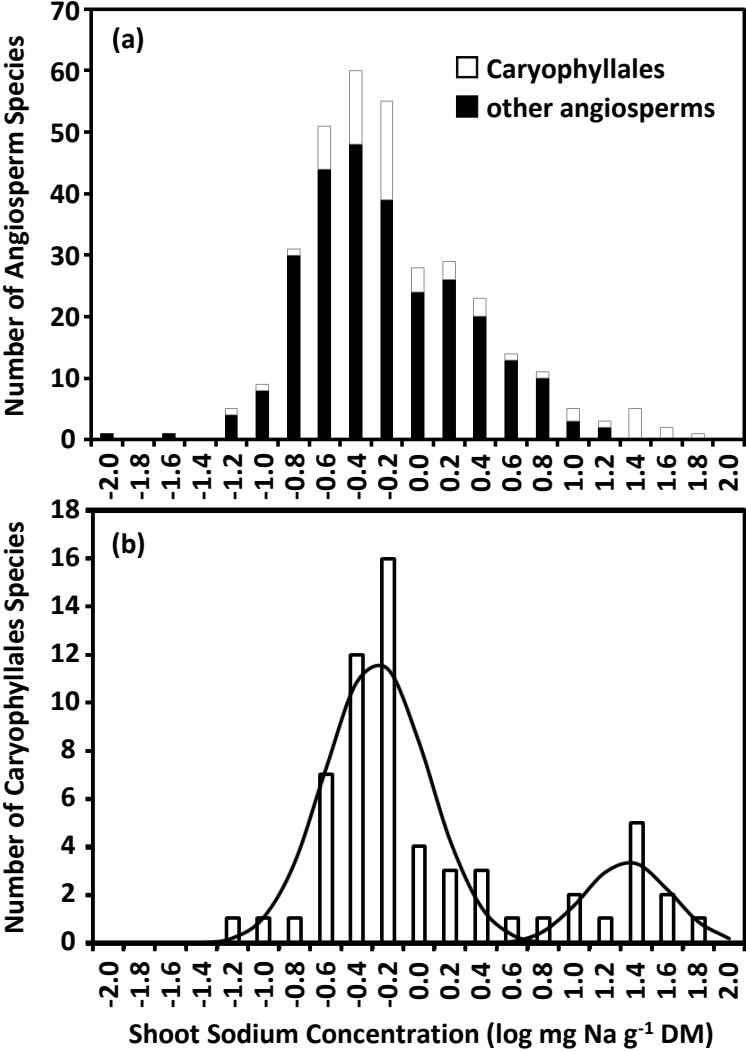 70
(a)
60
Caryophyllales
50
other angiosperms
40
30
20
10
0
Number of Angiosperm Species
-2.0 -1.8 -1.6 -1.4 -1.2 -1.0 -0.8 -0.6 -0.4 -0.2 0.0 0.2 0.4 0.6 0.8 1.0 1.2 1.4 1.6 1.8 2.0
18
(b)
16
14
12
10
8
6
4
2
0
Number of Caryophyllales Species
-2.0 -1.8 -1.6 -1.4 -1.2 -1.0 -0.8 -0.6 -0.4 -0.2 0.0 0.2 0.4 0.6 0.8 1.0 1.2 1.4 1.6 1.8 2.0
Shoot Sodium Concentration (log mg Na g⁻¹ DM)